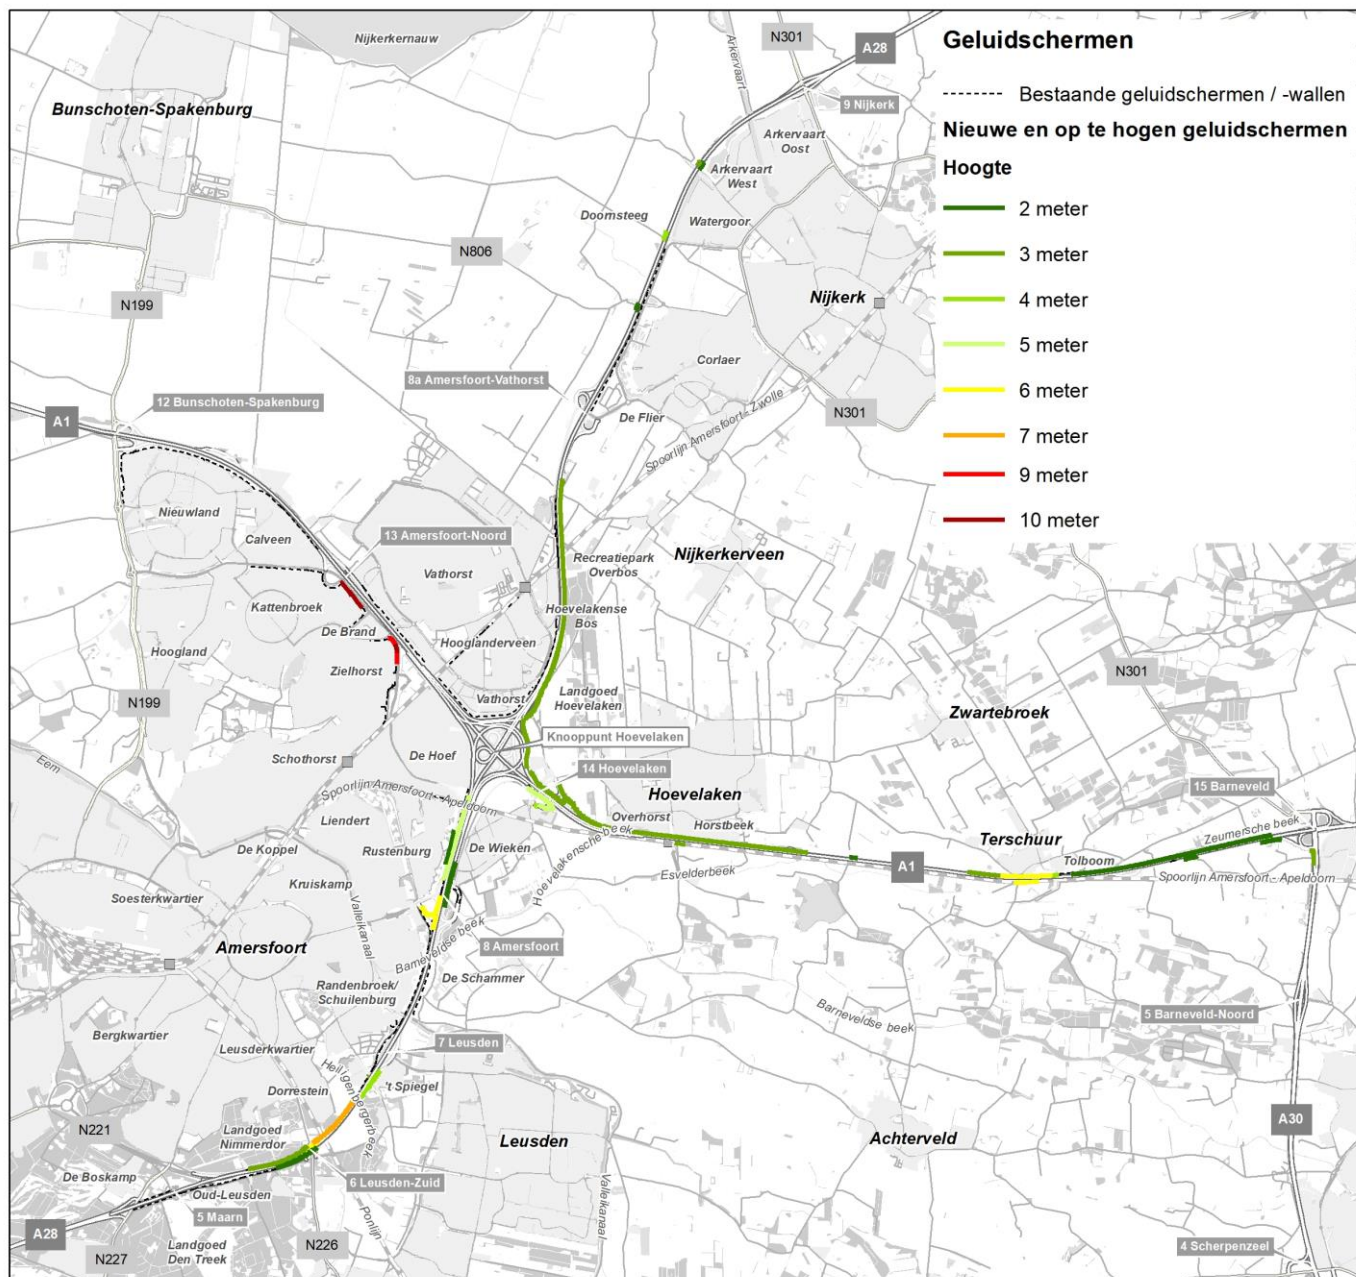 Geluidschermen
Bestaande geluidschermen / -wallen
Nieuwe en op te hogen geluidschermen
Hoogte
2 meter
3 meter
4 meter
5 meter
6 meter
7 meter
9 meter
10 meter
Nijkerkernauw
N301
A28
Arkervaart
9 Nijkerk
Bunschoten-Spakenburg
Arkervaart
Oost
Arkervaart
West
Doornsteeg
Watergoor
N806
Nijkerk
N199
Corlaer
8a Amersfoort-Vathorst
12 Bunschoten-Spakenburg
A1
De Flier
N301
Spoorlijn Amersfoort - Zwolle
Nieuwland
Calveen
13 Amersfoort-Noord
Vathorst
Recreatiepark
Overbos
Nijkerkerveen
Kattenbroek
De Brand
Hoevelakense
Bos
Hooglanderveen
Hoogland
Zielhorst
N301
N199
Vathorst
Landgoed
Hoevelaken
Zwartebroek
Knooppunt Hoevelaken
De Hoef
Schothorst
Eem
14 Hoevelaken
Spoorlijn Amersfoort - Apeldoorn
Hoevelaken
15 Barneveld
Liendert
Overhorst
Horstbeek
Rustenburg
De Wieken
De Koppel
Hoevelakensche beek
Terschuur
Zeumersche beek
Tolboom
A1
Esvelderbeek
Spoorlijn Amersfoort - Apeldoorn
Kruiskamp
Soesterkwartier
Valleikanaal
Amersfoort
Barneveldse beek
8 Amersfoort
De Schammer
Randenbroek/
Schuilenburg
Barneveldse beek
5 Barneveld-Noord
Bergkwartier
Leusderkwartier
7 Leusden
Heiligenbergerbeek
't Spiegel
Dorrestein
N221
Landgoed
Nimmerdor
Leusden
Achterveld
A30
De Boskamp
Oud-Leusden
6 Leusden-Zuid
5 Maarn
Ponlijn
Valleikanaal
A28
N227
Landgoed
Den Treek
N226
4 Scherpenzeel